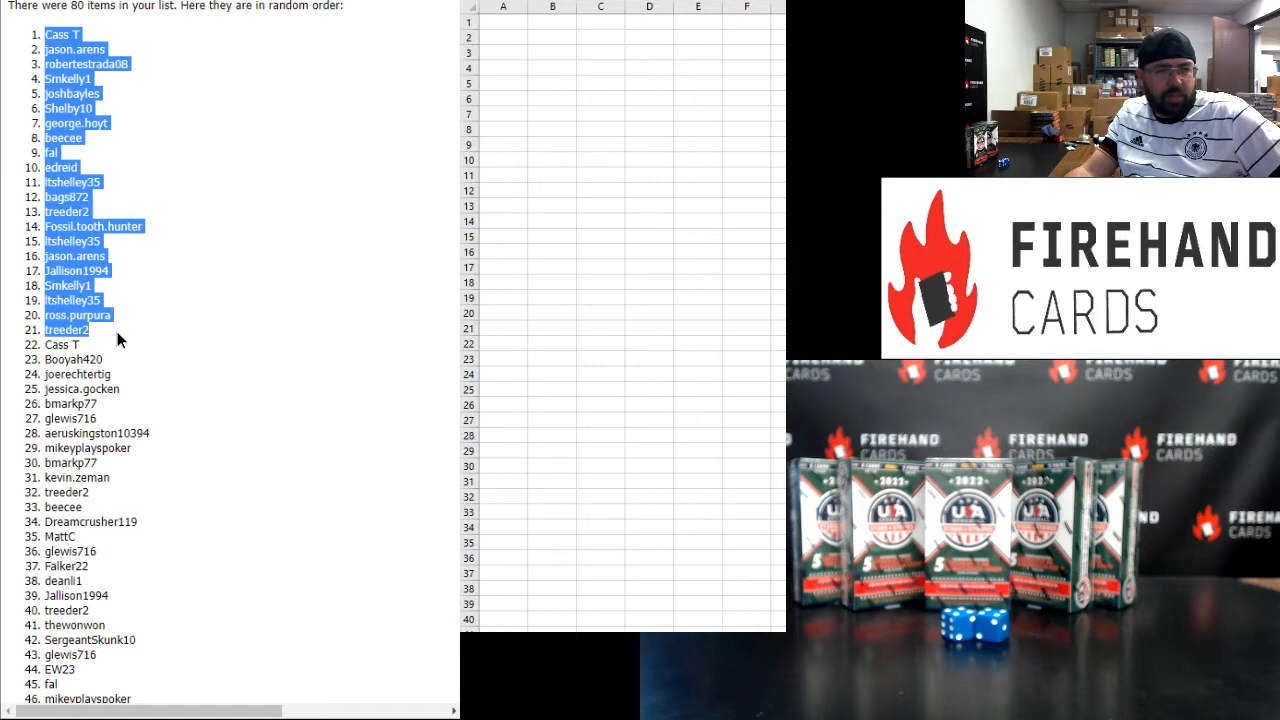 There were 80 items in your list. Here they are in random order:
1. Cass T
2. jason.arens
3. robertestrada08
4. Smkelly1
5. joshbayles
6. Shelby10
7. george.hoyt
8. beecee
9. fal
10. edreid
11. ltshelley35
12. bags872
13. treeder2
14. Fossil.tooth.hunter
15. ltshelley35
16. jason.arens
17. Jallison1994
18. Smkelly1
19. ltshelley35
20. ross.purpura
21. treeder2
22. Cass T
23. Booyah420
24. joerechtertig
25. jessica.gocken
26. bmarkp77
27. glewis716
28. aeruskingston10394
29. mikeyplayspoker
30. bmarkp77
31. kevin.zeman
32. treeder2
33. beecee
34. Dreamcrusher119
35. MattC
36. glewis716
37. Falker22
38. deanli1
39. Jallison1994
40. treeder2
41. thewonwon
42. SergeantSkunk10
43. glewis716
44. EW23
45. fal
46. mikeyplayspoker
A B C D E F
1
2
3
4
5
6
7
8
9
10
11
12
13
14
15
16
17
18
19
20
21
22
23
24
25
26
27
28
29
30
31
32
33
34
35
36
37
38
39
40
FIREHAND
CARDS
FIREHAND
CARDS
FIREHAND
CARDS
FIREHAND
CARDS
2022
USA
2022
USA
2022
USA